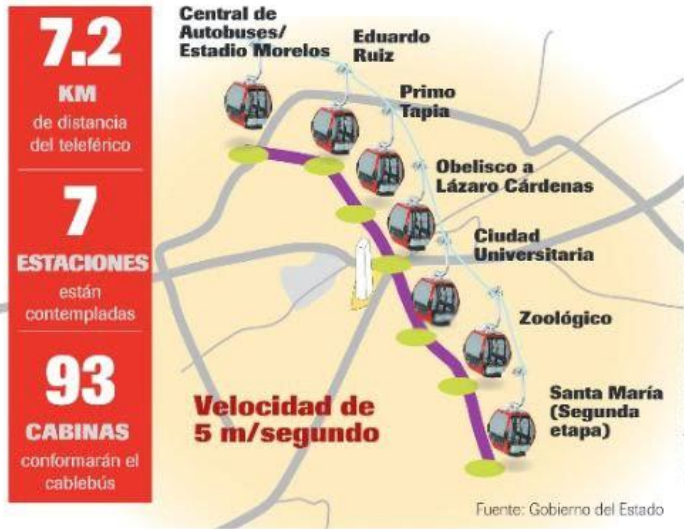 7.2
KM
de distancia
del teleférico
7
ESTACIONES
están
contempladas
93
CABINAS
conformarán el
cablebús
Central de
Autobuses/
Estadio Morelos
Eduardo
Ruiz
Primo
Tapia
Obelisco a
Lázaro Cárdenas
Ciudad
Universitaria
Zoológico
Santa María
(Segunda
etapa)
Velocidad de
5 m/segundo
Fuente: Gobierno del Estado